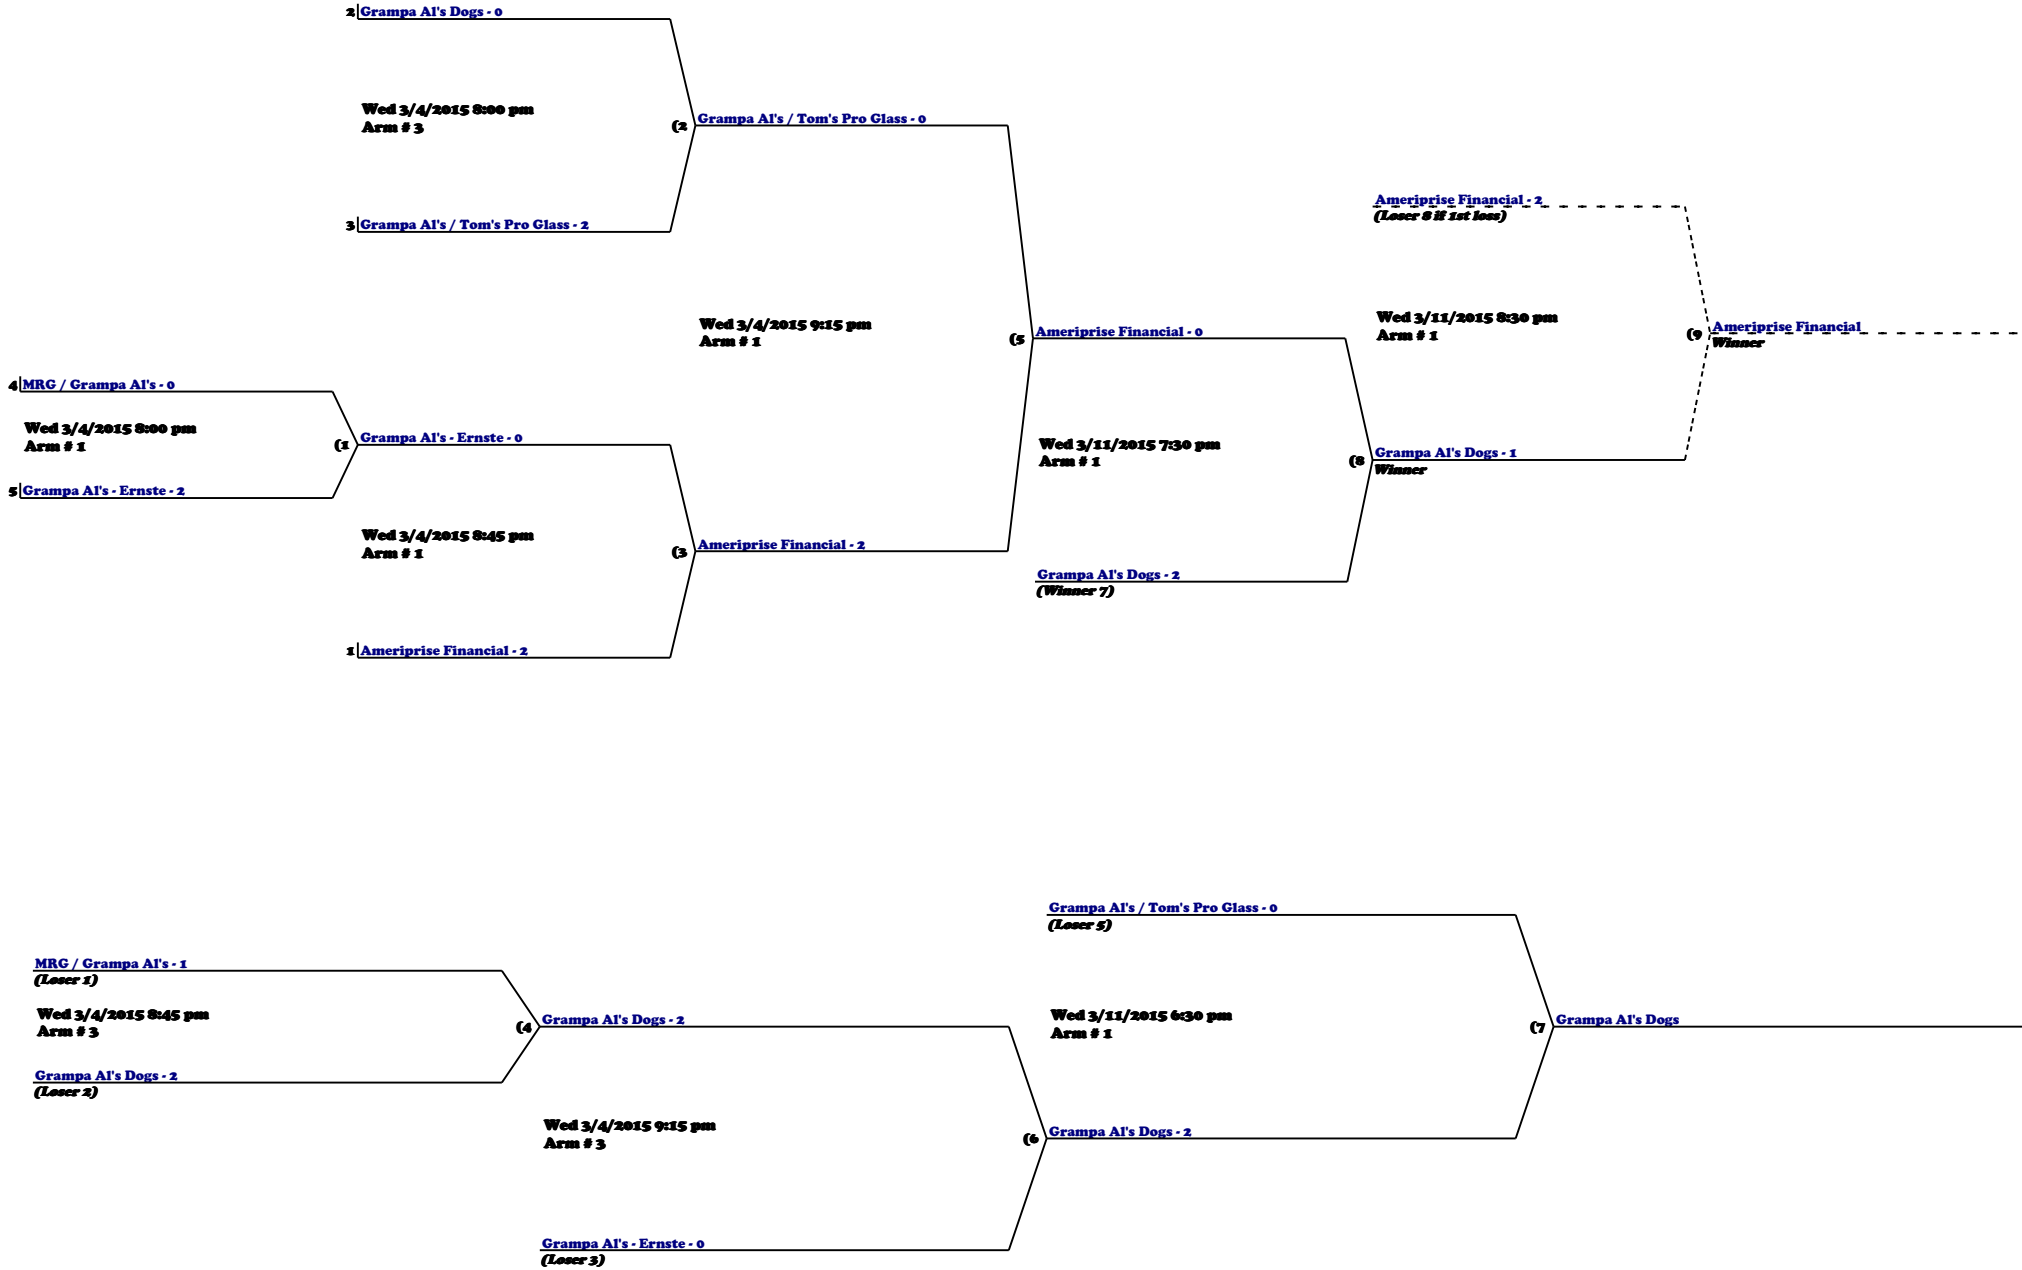 2 Grampa Al's Dogs - 0
Wed 3/4/2015 8:00 pm
Arm # 3
(2 Grampa Al's / Tom's Pro Glass - 0
3 Grampa Al's / Tom's Pro Glass - 2
Ameriprise Financial - 2
(Loser 8 if 1st loss)
Wed 3/4/2015 9:15 pm
Arm # 1
(5 Ameriprise Financial - 0
Wed 3/11/2015 8:30 pm
Arm # 1
(9 Ameriprise Financial
Winner
4 MRG / Grampa Al's - 0
Wed 3/4/2015 8:00 pm
Arm # 1
(1 Grampa Al's - Ernste - 0
5 Grampa Al's - Ernste - 2
Wed 3/11/2015 7:30 pm
Arm # 1
(8 Grampa Al's Dogs - 1
Winner
Wed 3/4/2015 8:45 pm
Arm # 1
(3 Ameriprise Financial - 2
Grampa Al's Dogs - 2
(Winner 7)
1 Ameriprise Financial - 2
Grampa Al's / Tom's Pro Glass - 0
(Loser 5)
MRG / Grampa Al's - 1
(Loser 1)
Wed 3/4/2015 8:45 pm
Arm # 3
(4 Grampa Al's Dogs - 2
Wed 3/11/2015 6:30 pm
Arm # 1
(7 Grampa Al's Dogs
Grampa Al's Dogs - 2
(Loser 2)
Wed 3/4/2015 9:15 pm
Arm # 3
(6 Grampa Al's Dogs - 2
Grampa Al's - Ernste - 0
(Loser 3)